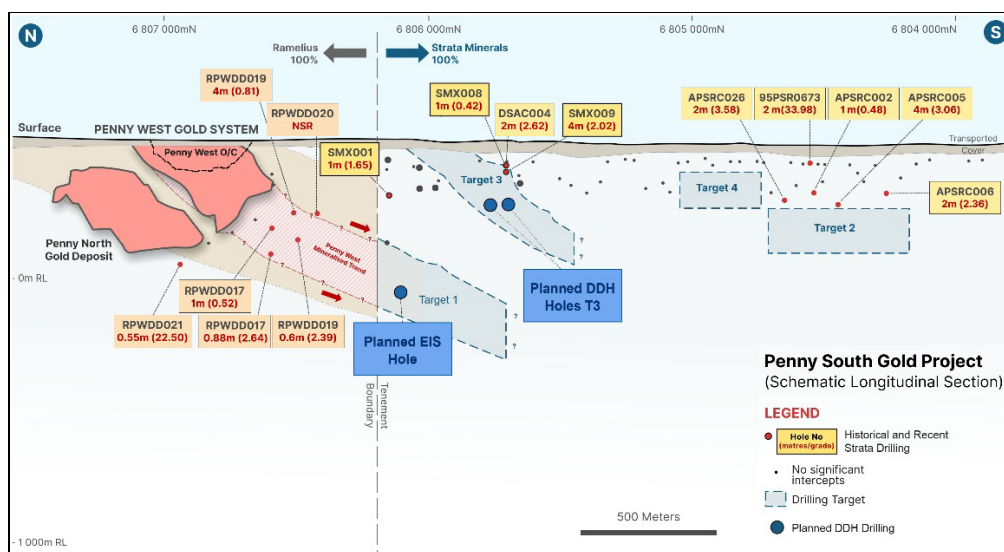 N
6 807 000mN
6 806 000mN
6 805 000mN
6 804 000mN
S
Ramelius
100%
Strata Minerals
100%
RPWDD019
4m (0.81)
RPWDD020
NSR
SMX008
1m (0.42)
DSAC004
2m (2.62)
SMX009
4m (2.02)
APSRC026
2m (3.58)
95PSR0673
2 m(33.98)
APSRC002
1 m(0.48)
APSRC005
4m (3.06)
Surface
PENNY WEST GOLD SYSTEM
Transported
Cover
Penny West O/C
SMX001
1m (1.65)
Target 3
Target 4
APSRC006
2m (2.36)
Target 2
?
?
?
?
?
?
?
?
?
?
?
?
Penny West
Mineralised Trend
Penny North
Gold Deposit
0m RL
Target 1
Planned DDH
Holes T3
RPWDD017
1m (0.52)
RPWDD021
0.55m (22.50)
RPWDD017
0.88m (2.64)
RPWDD019
0.6m (2.39)
Planned EIS
Hole
Tenement
Boundary
Penny South Gold Project
(Schematic Longitudinal Section)
LEGEND
Hole No
(metres/grade)
Historical and Recent
Strata Drilling
No significant
intercepts
Drilling Target
Planned DDH Drilling
500 Meters
- 1 000m RL